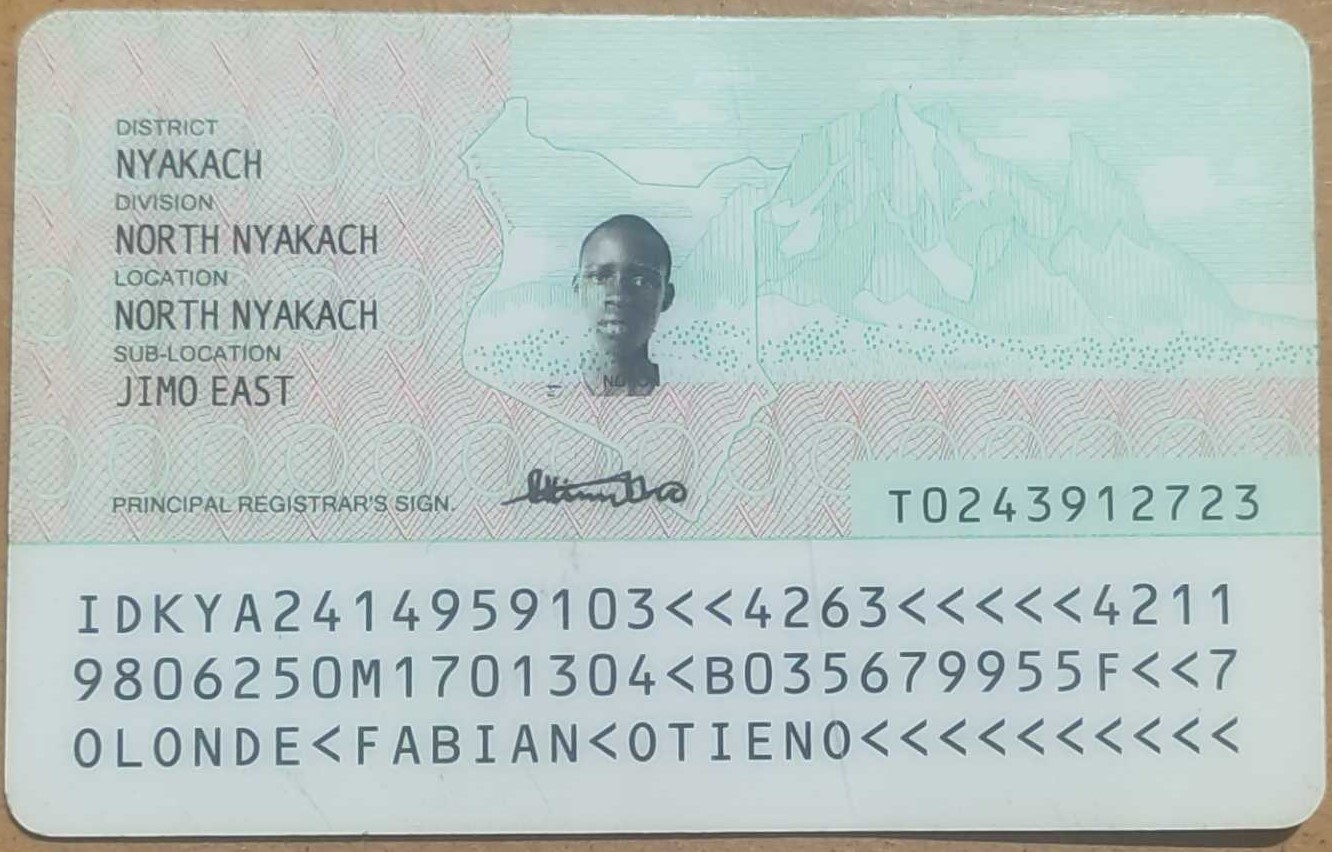 DISTRICT
NYAKACH
DIVISION
NORTH NYAKACH
LOCATION
NORTH NYAKACH
SUB-LOCATION
JIMO EAST
PRINCIPAL REGISTRAR'S SIGN.
T0243912723
IDKYA2414959103<<4263<<<<<4211
9806250M1701304<B035679955F<<7
OLONDE<FABIAN<OTIENO<<<<<<<<<<